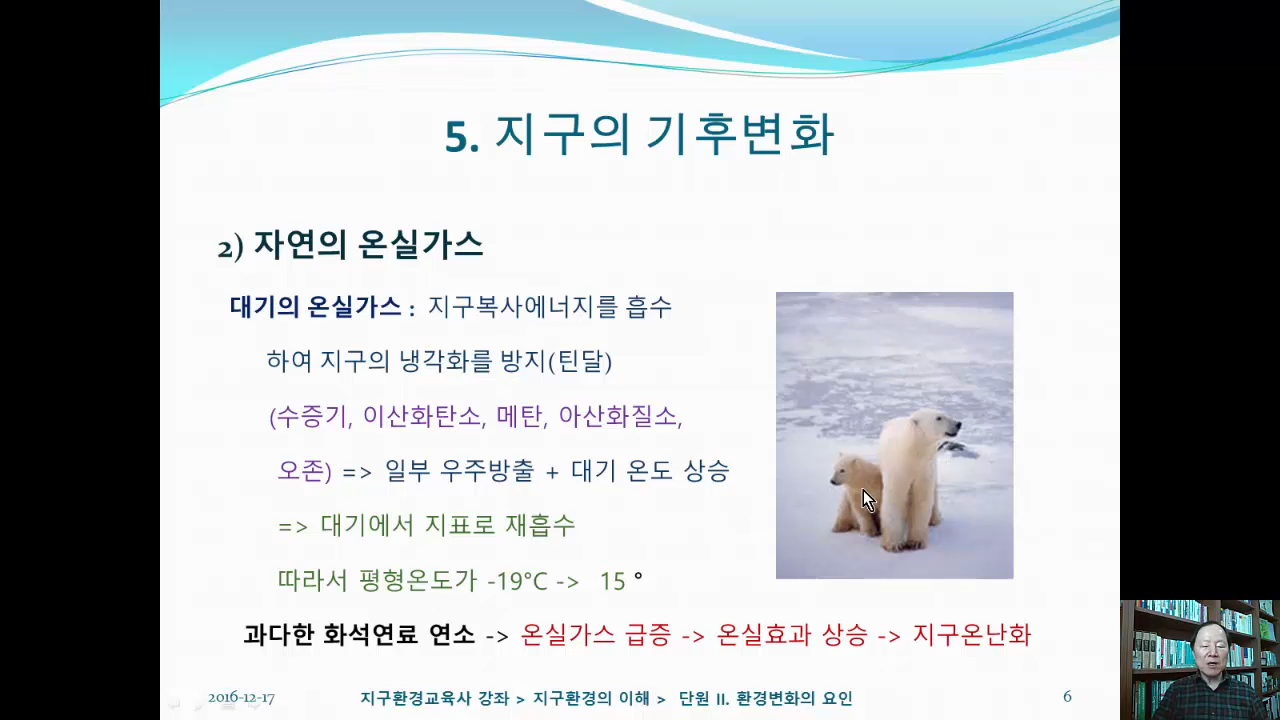 5. 지구의 기후변화
2) 자연의 온실가스
대기의 온실가스 : 지구복사에너지를 흡수
하여 지구의 냉각화를 방지(틴달)
(수증기, 이산화탄소, 메탄, 아산화질소,
오존) => 일부 우주방출 + 대기 온도 상승
=> 대기에서 지표로 재흡수
따라서 평형온도가 -19°C -> 15 °
과다한 화석연료 연소 -> 온실가스 급증 -> 온실효과 상승 -> 지구온난화
2016-12-17 지구환경교육사 강좌 > 지구환경의 이해 > 단원 II. 환경변화의 요인 6